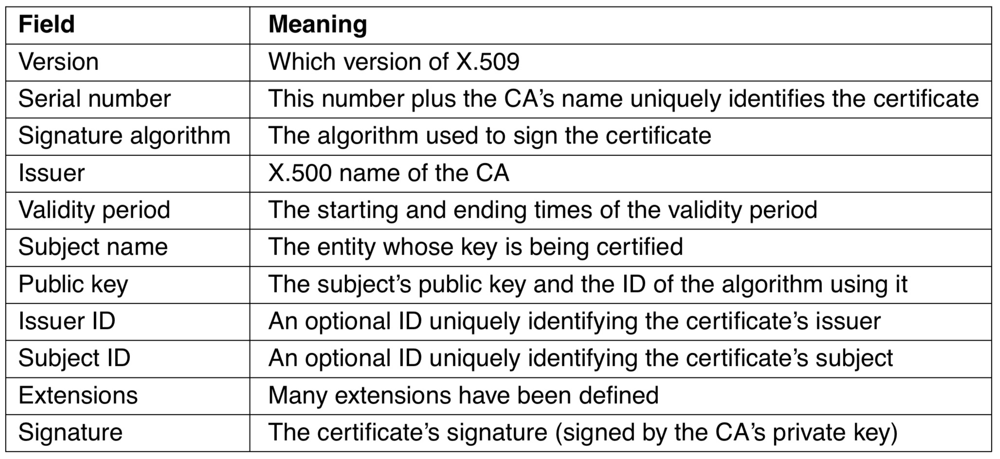 Field Meaning
Version Which version of X.509
Serial number This number plus the CA’s name uniquely identifies the certificate
Signature algorithm The algorithm used to sign the certificate
Issuer X.500 name of the CA
Validity period The starting and ending times of the validity period
Subject name The entity whose key is being certified
Public key The subject’s public key and the ID of the algorithm using it
Issuer ID An optional ID uniquely identifying the certificate’s issuer
Subject ID An optional ID uniquely identifying the certificate’s subject
Extensions Many extensions have been defined
Signature The certificate’s signature (signed by the CA’s private key)